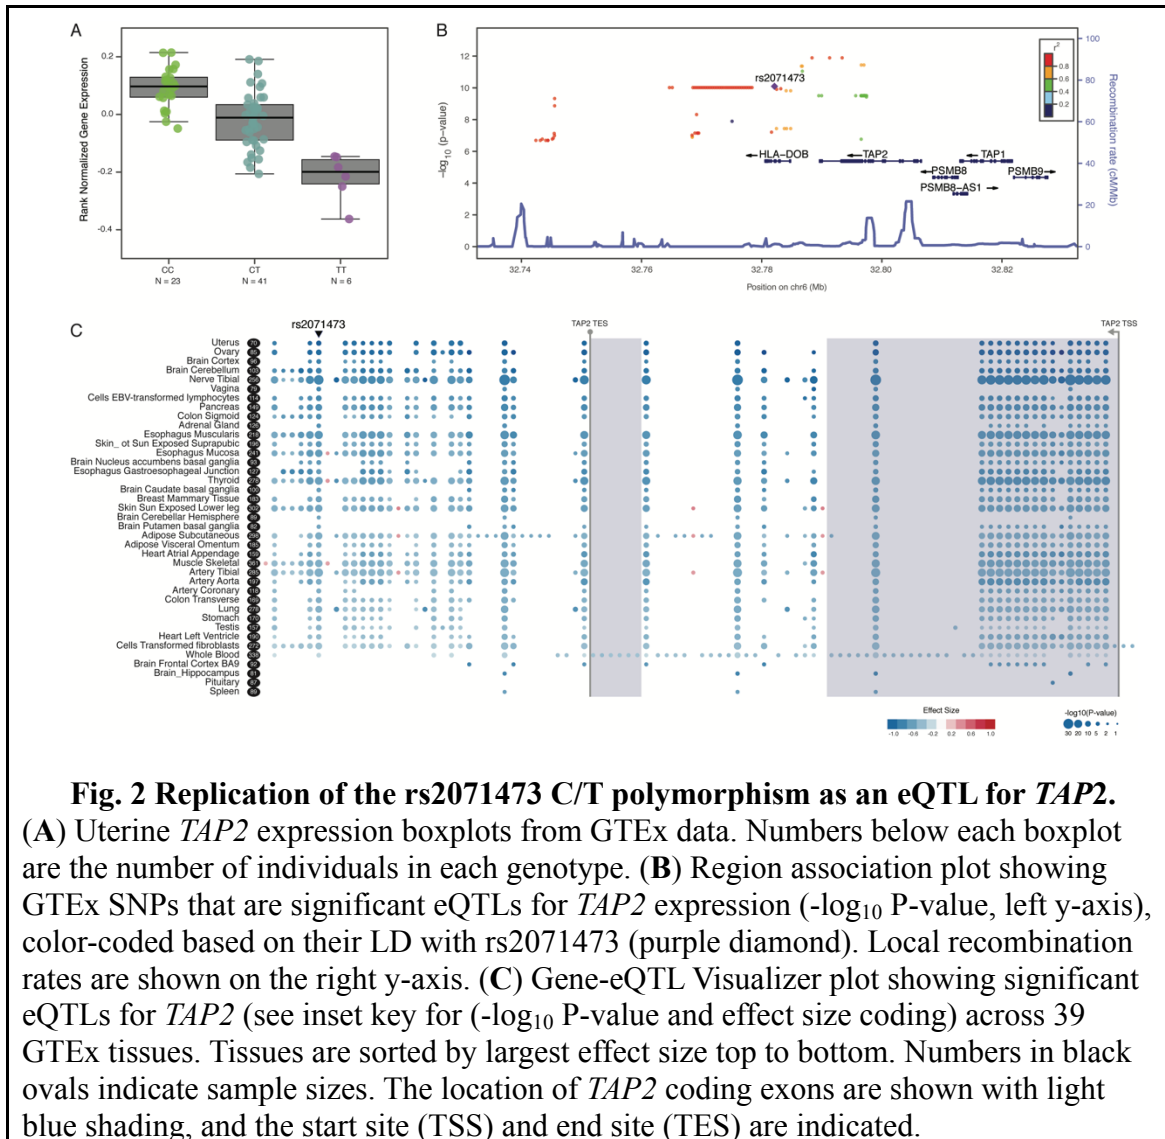 A
Rank Normalized Gene Expression
0.2
0.0
-0.2
-0.4
CC
N = 23
CT
N = 41
TT
N = 6
B
−log10 (p-value)
12
10
8
6
4
2
0
rs2071473
r²
0.8
0.6
0.4
0.2
100
80
60
40
20
0
Recombination rate (cM/Mb)
HLA-DOB
TAP2
TAP1
PSMB8
PSMB9
PSMB8-AS1
32.74
32.76
32.78
32.80
32.82
Position on chr6 (Mb)
C
rs2071473
TAP2 TES
TAP2 TSS
Uterus
Ovary
Brain Cortex
Brain Cerebellum
Nerve Tibial
Vagina
Cells EBV-transformed lymphocytes
Pancreas
Colon Sigmoid
Adrenal Gland
Esophagus Muscularis
Skin_ ot Sun Exposed Suprapubic
Esophagus Mucosa
Brain Nucleus accumbens basal ganglia
Esophagus Gastroesophageal Junction
Thyroid
Brain Caudate basal ganglia
Breast Mammary Tissue
Skin Sun Exposed Lower leg
Brain Cerebellar Hemisphere
Brain Putamen basal ganglia
Adipose Subcutaneous
Adipose Visceral Omentum
Heart Atrial Appendage
Muscle Skeletal
Artery Tibial
Artery Aorta
Artery Coronary
Colon Transverse
Lung
Stomach
Testis
Heart Left Ventricle
Cells Transformed fibroblasts
Whole Blood
Brain Frontal Cortex BA9
Brain_Hippocampus
Pituitary
Spleen
Effect Size
-1.0 -0.6 -0.2 0.2 0.6 1.0
-log10(P-value)
30 20 10 5 2 1
Fig. 2 Replication of the rs2071473 C/T polymorphism as an eQTL for TAP2.
(A) Uterine TAP2 expression boxplots from GTEx data. Numbers below each boxplot
are the number of individuals in each genotype. (B) Region association plot showing
GTEx SNPs that are significant eQTLs for TAP2 expression (-log10 P-value, left y-axis),
color-coded based on their LD with rs2071473 (purple diamond). Local recombination
rates are shown on the right y-axis. (C) Gene-eQTL Visualizer plot showing significant
eQTLs for TAP2 (see inset key for (-log10 P-value and effect size coding) across 39
GTEx tissues. Tissues are sorted by largest effect size top to bottom. Numbers in black
ovals indicate sample sizes. The location of TAP2 coding exons are shown with light
blue shading, and the start site (TSS) and end site (TES) are indicated.